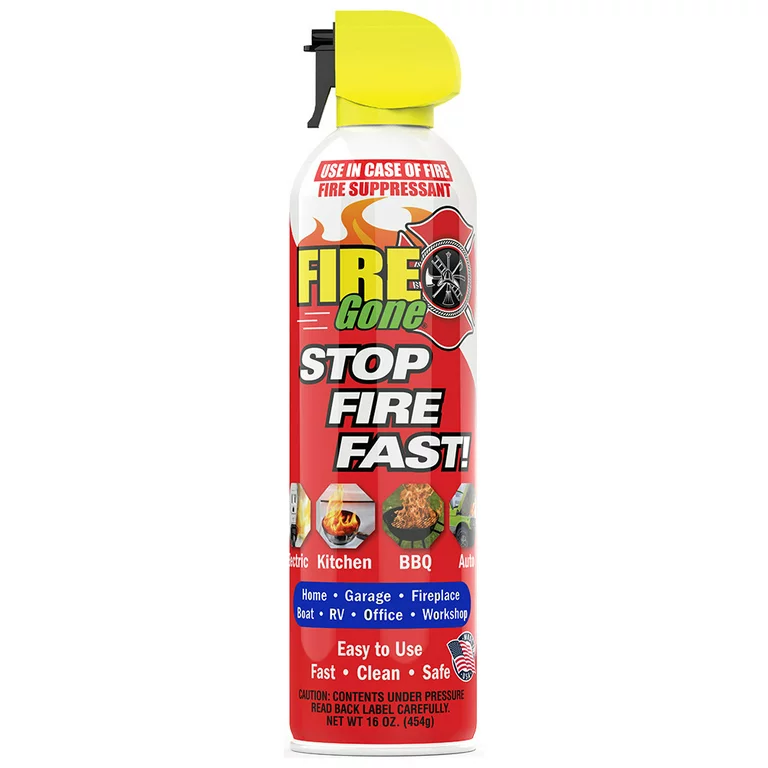 USE IN CASE OF FIRE
FIRE SUPPRESSANT
FIRE
Gone
STOP
FIRE
FAST!
Kitchen
BBQ
Auto
Home • Garage • Fireplace
Boat • RV • Office • Workshop
Easy to Use
Fast • Clean • Safe
CAUTION: CONTENTS UNDER PRESSURE
READ BACK LABEL CAREFULLY.
NET WT 16 OZ. (454g)